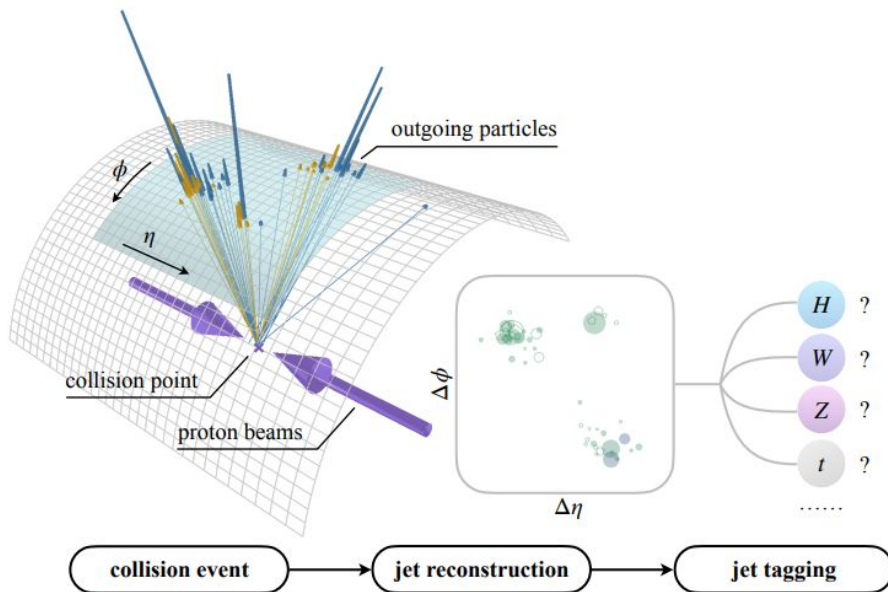 outgoing particles
ϕ
η
collision point
proton beams
Δϕ
Δη
H ?
W ?
Z ?
t ?
......
collision event
jet reconstruction
jet tagging